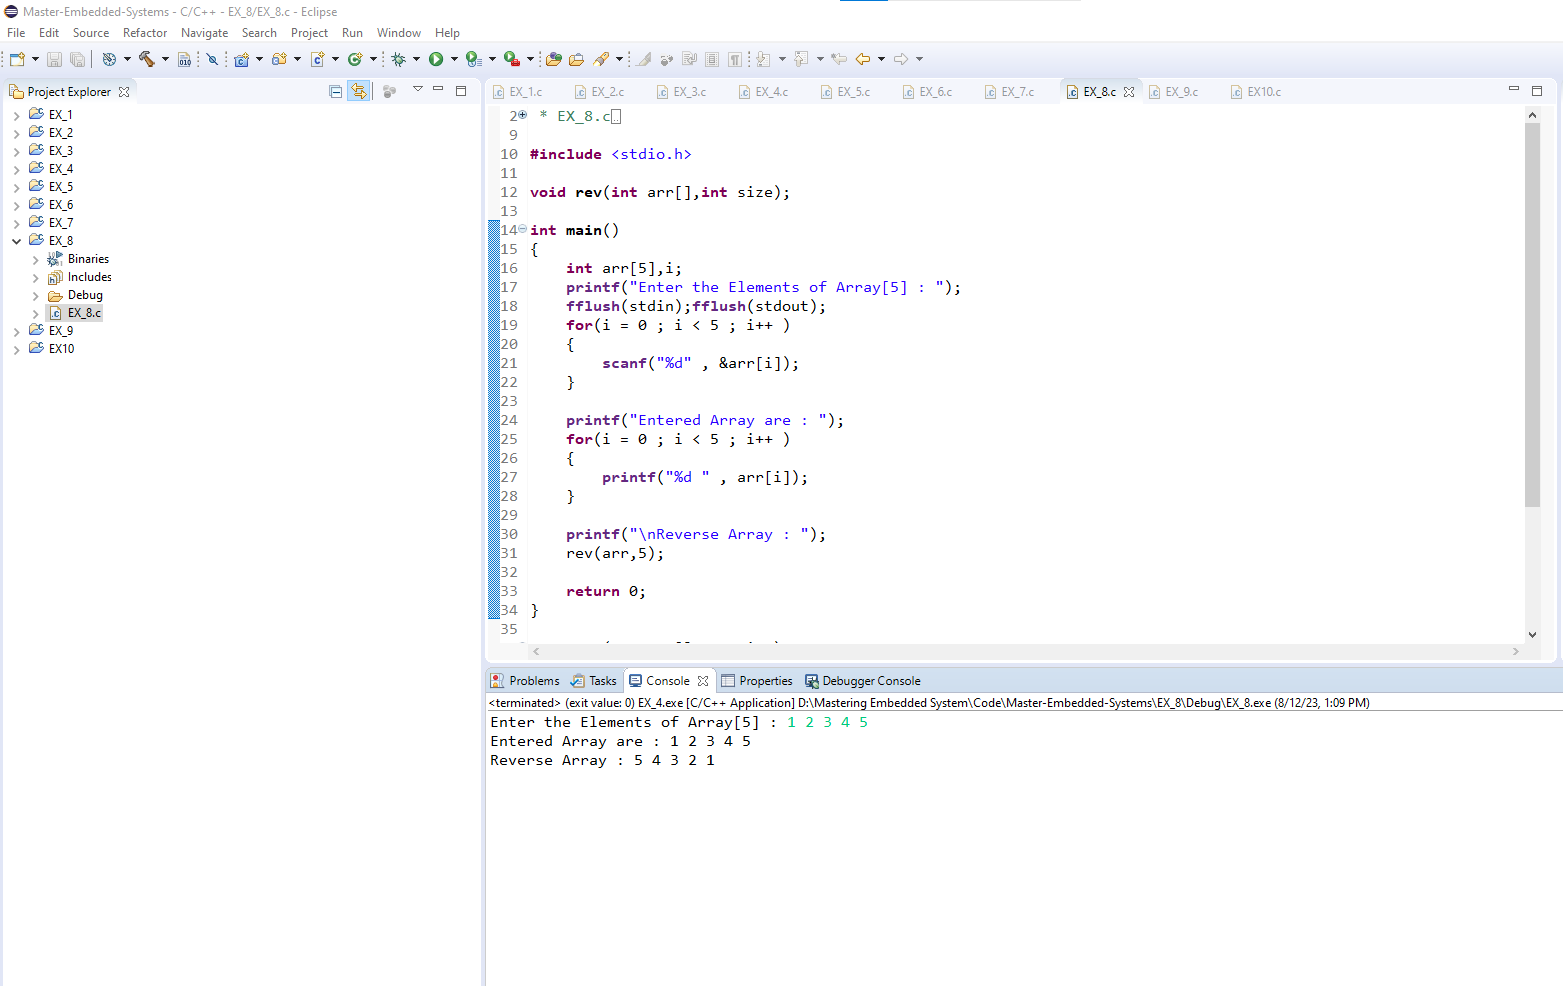 Master-Embedded-Systems - C/C++ - EX_8/EX_8.c - Eclipse
File Edit Source Refactor Navigate Search Project Run Window Help
Project Explorer
EX_1
EX_2
EX_3
EX_4
EX_5
EX_6
EX_7
EX_8
Binaries
Includes
Debug
EX_8.c
EX_9
EX10
EX_1.c EX_2.c EX_3.c EX_4.c EX_5.c EX_6.c EX_7.c EX_8.c EX_9.c EX10.c
2 * EX_8.c
9
10 #include <stdio.h>
11
12 void rev(int arr[],int size);
13
14 int main()
15 {
16 int arr[5],i;
17 printf("Enter the Elements of Array[5] : ");
18 fflush(stdin);fflush(stdout);
19 for(i = 0 ; i < 5 ; i++ )
20 {
21 scanf("%d" , &arr[i]);
22 }
23
24 printf("Entered Array are : ");
25 for(i = 0 ; i < 5 ; i++ )
26 {
27 printf("%d " , arr[i]);
28 }
29
30 printf("\nReverse Array : ");
31 rev(arr,5);
32
33 return 0;
34 }
35
Problems Tasks Console Properties Debugger Console
<terminated> (exit value: 0) EX_4.exe [C/C++ Application] D:\Mastering Embedded System\Code\Master-Embedded-Systems\EX_8\Debug\EX_8.exe (8/12/23, 1:09 PM)
Enter the Elements of Array[5] : 1 2 3 4 5
Entered Array are : 1 2 3 4 5
Reverse Array : 5 4 3 2 1